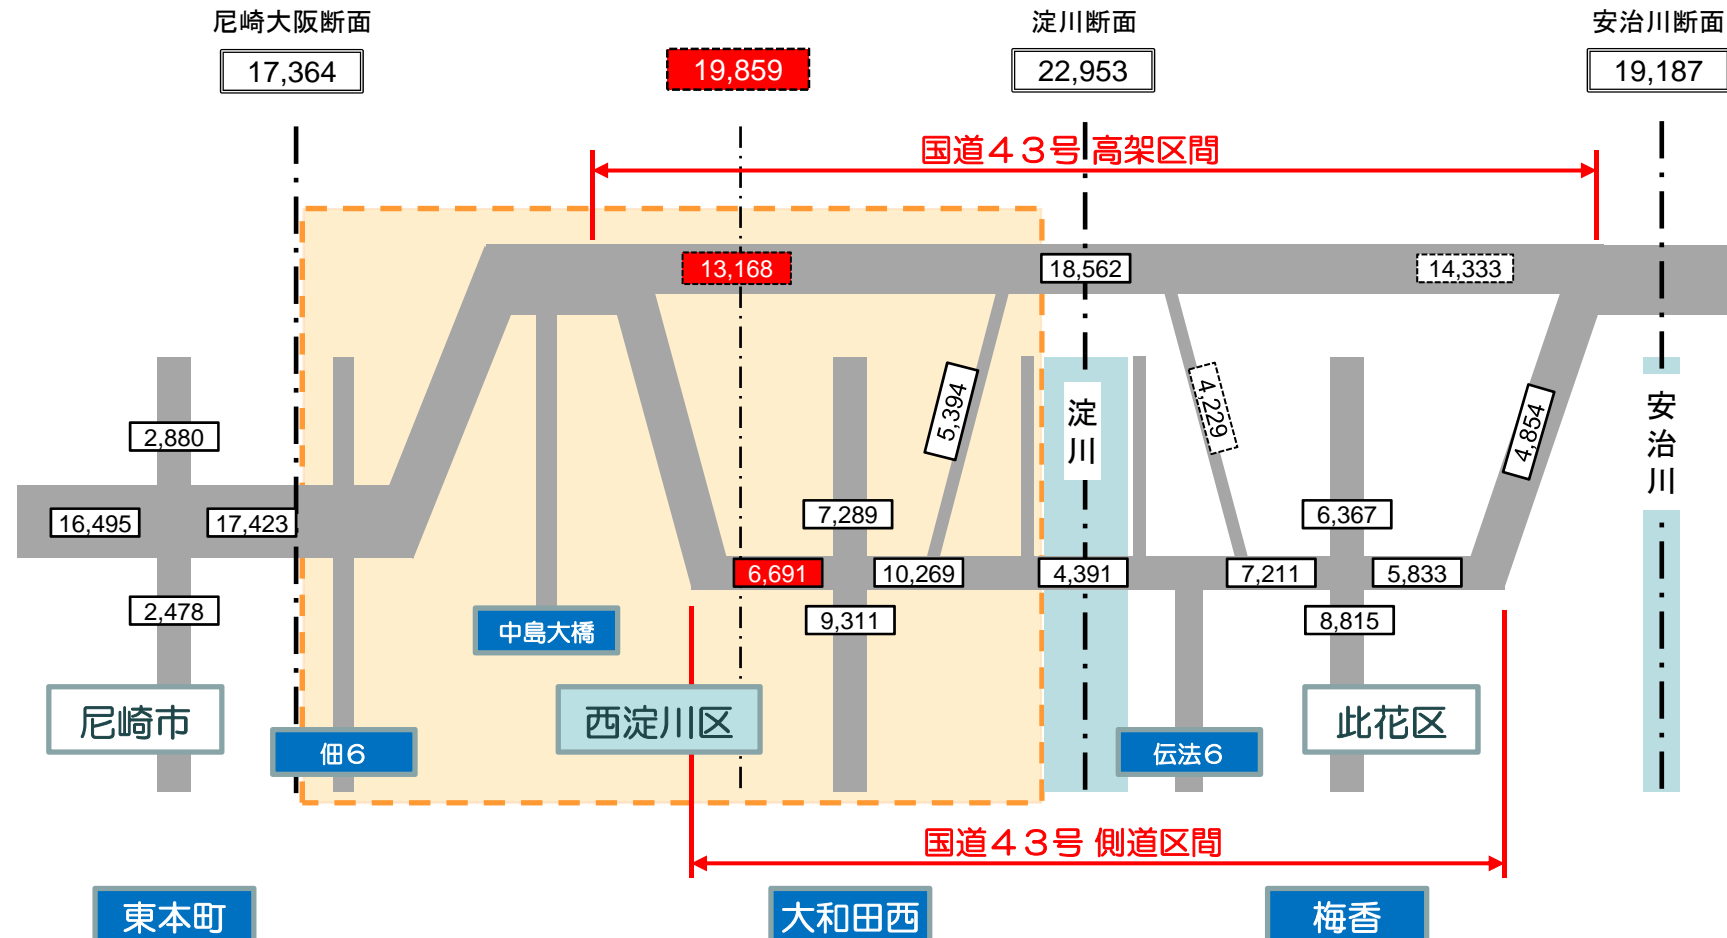 尼崎大阪断面
淀川断面
安治川断面
17,364
19,859
22,953
19,187
国道４３号 高架区間
13,168
18,562
14,333
5,394
4,229
4,854
淀川
安治川
2,880
16,495
17,423
7,289
6,367
6,691
10,269
4,391
7,211
5,833
2,478
9,311
8,815
中島大橋
尼崎市
西淀川区
此花区
佃６
伝法６
国道４３号 側道区間
東本町
大和田西
梅香